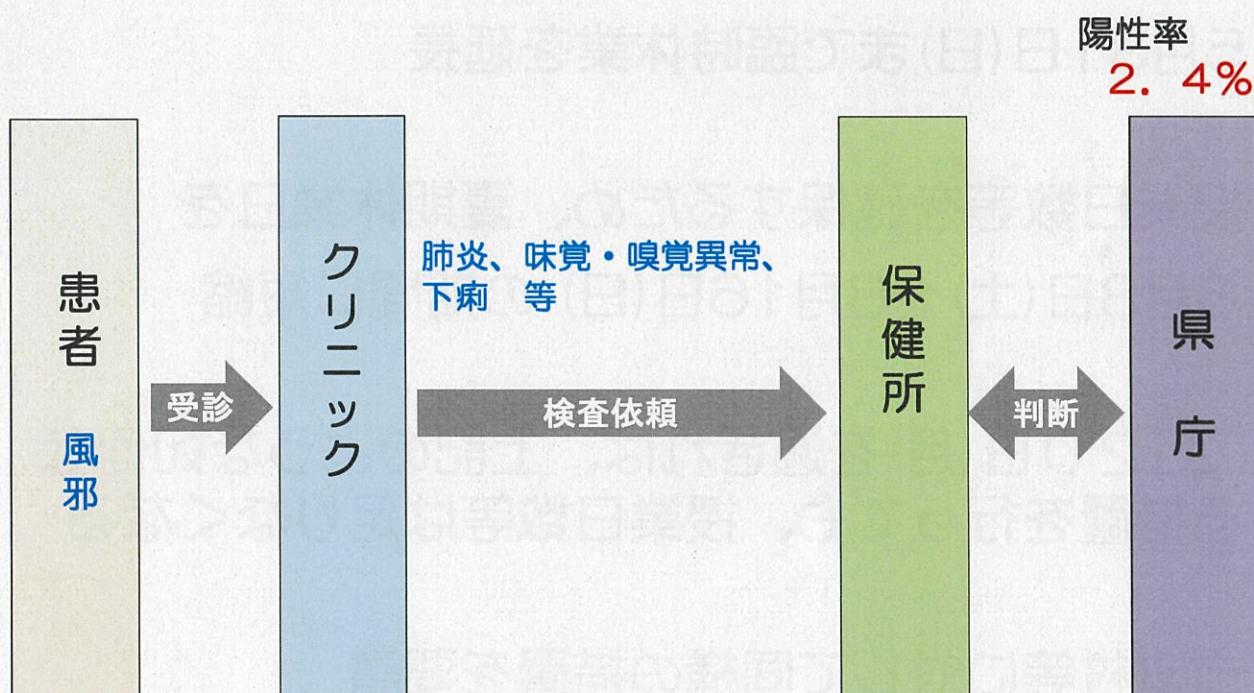 陽性率
2.4%
患者
風邪
受診
クリニック
肺炎、味覚・嗅覚異常、
下痢 等
検査依頼
保健所
判断
県庁